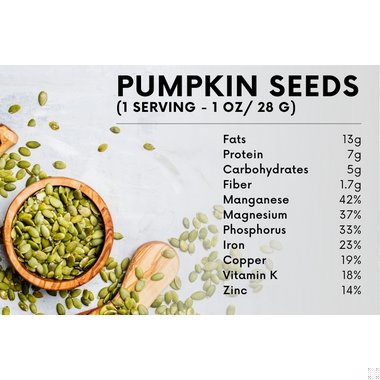 PUMPKIN SEEDS
(1 SERVING - 1 OZ/ 28 G)
Fats 13g
Protein 7g
Carbohydrates 5g
Fiber 1.7g
Manganese 42%
Magnesium 37%
Phosphorus 33%
Iron 23%
Copper 19%
Vitamin K 18%
Zinc 14%